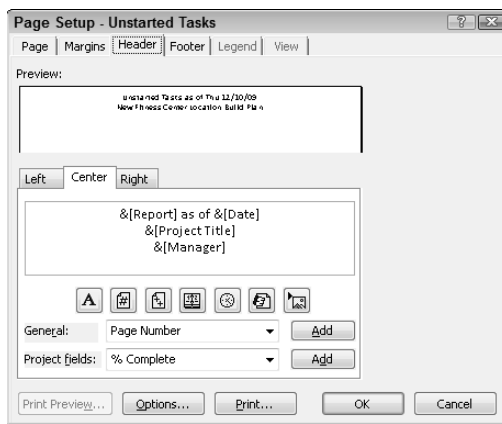 Page Setup - Unstarted Tasks
Page Margins Header Footer Legend View
Preview:
Unstarted Tasks as of Thu 12/10/09
New Fitness Center Location Build Plan
Left Center Right
&[Report] as of &[Date]
&[Project Title]
&[Manager]
A
General: Page Number Add
Project fields: % Complete Add
Print Preview... Options... Print... OK Cancel